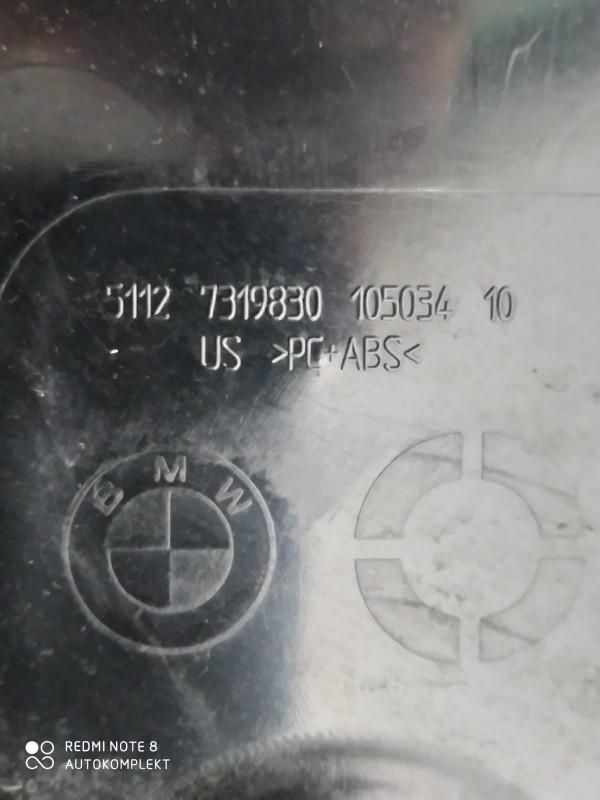 5112 7319830 105034 10
US >PC+ABS<
BMW
REDMI NOTE 8
AUTOKOMPLEKT